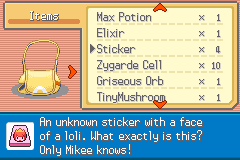 Items
Max Potion × 1
Elixir × 1
Sticker × 4
Zygarde Cell × 10
Griseous Orb × 1
TinyMushroom × 1
An unknown sticker with a face
of a loli. What exactly is this?
Only Mikee knows!